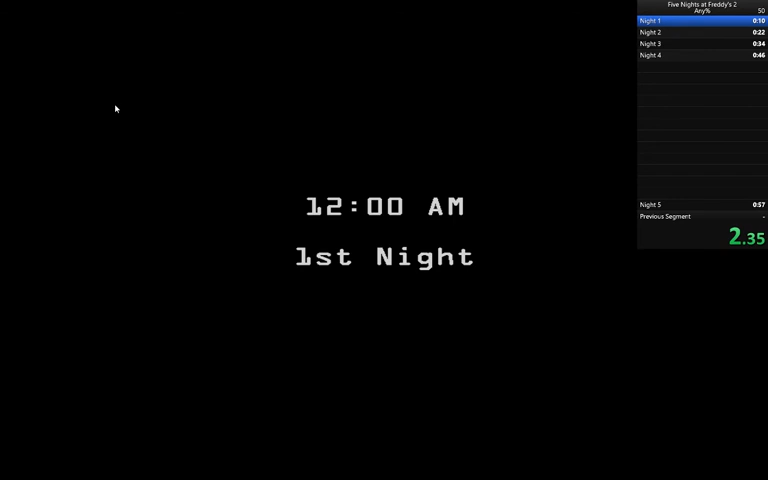 12:00 AM
1st Night
Five Nights at Freddy's 2
Any%
50
Night 1 0:10
Night 2 0:22
Night 3 0:34
Night 4 0:46
Night 5 0:57
Previous Segment -
2.35